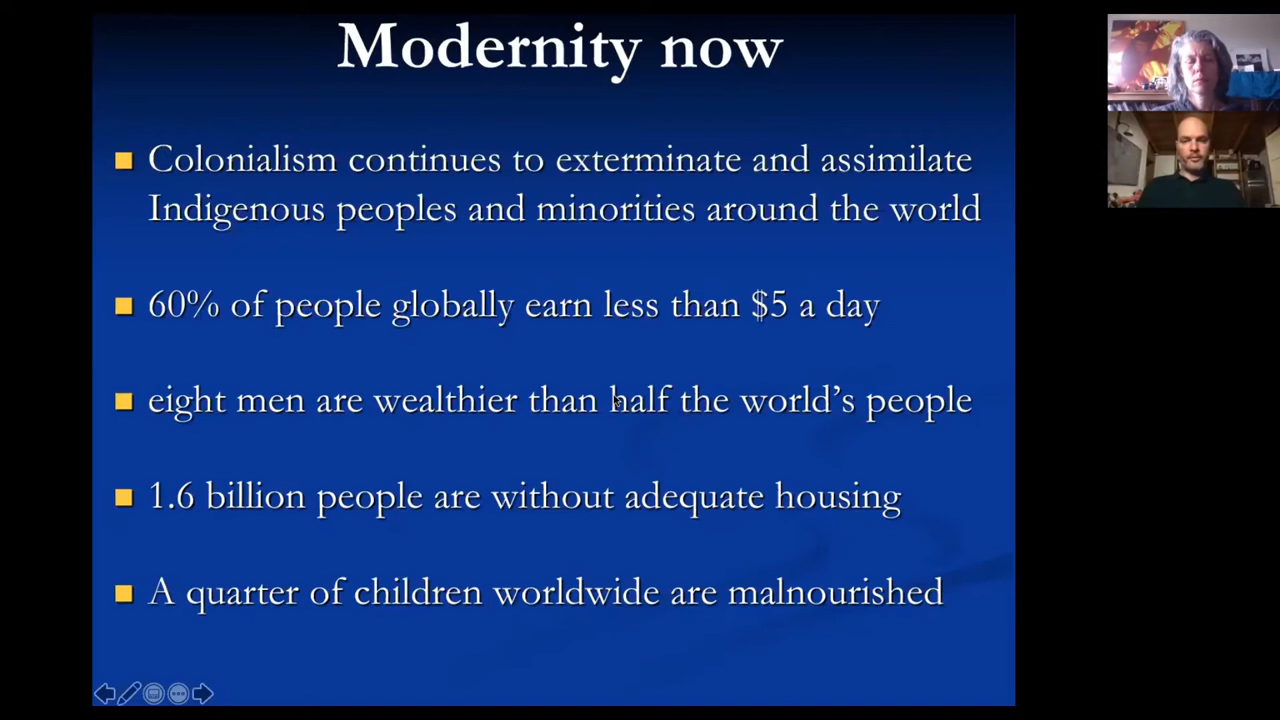 Modernity now
Colonialism continues to exterminate and assimilate
Indigenous peoples and minorities around the world
60% of people globally earn less than $5 a day
eight men are wealthier than half the world's people
1.6 billion people are without adequate housing
A quarter of children worldwide are malnourished